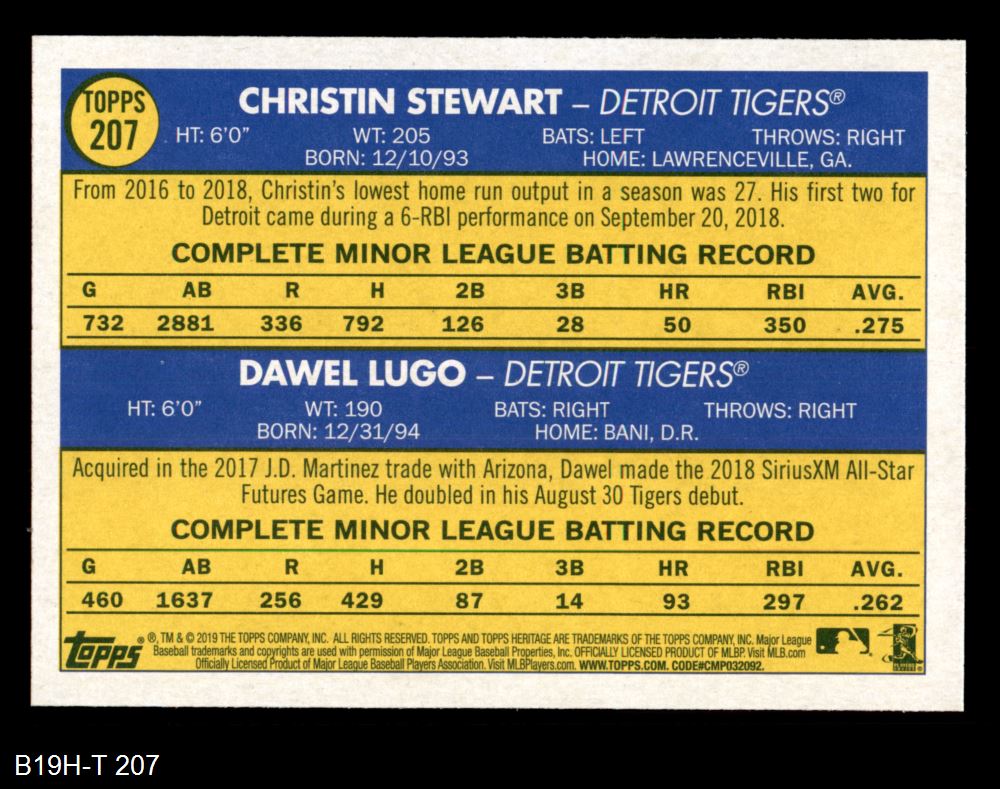 TOPPS
207
CHRISTIN STEWART – DETROIT TIGERS®
HT: 6'0" WT: 205 BATS: LEFT THROWS: RIGHT
BORN: 12/10/93 HOME: LAWRENCEVILLE, GA.
From 2016 to 2018, Christin's lowest home run output in a season was 27. His first two for
Detroit came during a 6-RBI performance on September 20, 2018.
COMPLETE MINOR LEAGUE BATTING RECORD
G AB R H 2B 3B HR RBI AVG.
732 2881 336 792 126 28 50 350 .275
DAWEL LUGO – DETROIT TIGERS®
HT: 6'0" WT: 190 BATS: RIGHT THROWS: RIGHT
BORN: 12/31/94 HOME: BANI, D.R.
Acquired in the 2017 J.D. Martinez trade with Arizona, Dawel made the 2018 SiriusXM All-Star
Futures Game. He doubled in his August 30 Tigers debut.
COMPLETE MINOR LEAGUE BATTING RECORD
G AB R H 2B 3B HR RBI AVG.
460 1637 256 429 87 14 93 297 .262
Topps ® ®, TM & © 2019 THE TOPPS COMPANY, INC. ALL RIGHTS RESERVED. TOPPS AND TOPPS HERITAGE ARE TRADEMARKS OF THE TOPPS COMPANY, INC. Major League
Baseball trademarks and copyrights are used with permission of Major League Baseball Properties, Inc. OFFICIALLY LICENSED PRODUCT OF MLBP. Visit MLB.com
Officially Licensed Product of Major League Baseball Players Association. Visit MLBPlayers.com. WWW.TOPPS.COM. CODE#CMP032092.
B19H-T 207